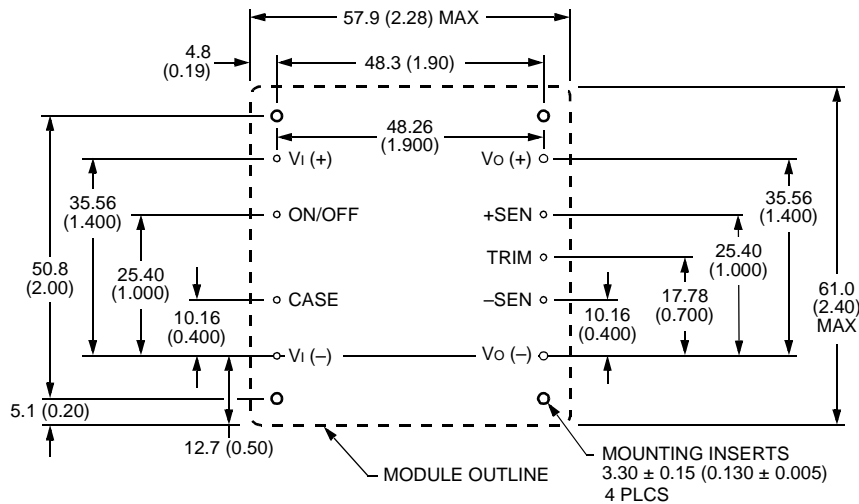 57.9 (2.28) MAX
4.8
(0.19)
48.3 (1.90)
48.26
(1.900)
VI (+)
VO (+)
35.56
(1.400)
35.56
(1.400)
ON/OFF
+SEN
50.8
(2.00)
25.40
(1.000)
TRIM
25.40
(1.000)
61.0
(2.40)
MAX
10.16
(0.400)
CASE
–SEN
10.16
(0.400)
17.78
(0.700)
VI (–)
VO (–)
5.1 (0.20)
12.7 (0.50)
MODULE OUTLINE
MOUNTING INSERTS
3.30 ± 0.15 (0.130 ± 0.005)
4 PLCS